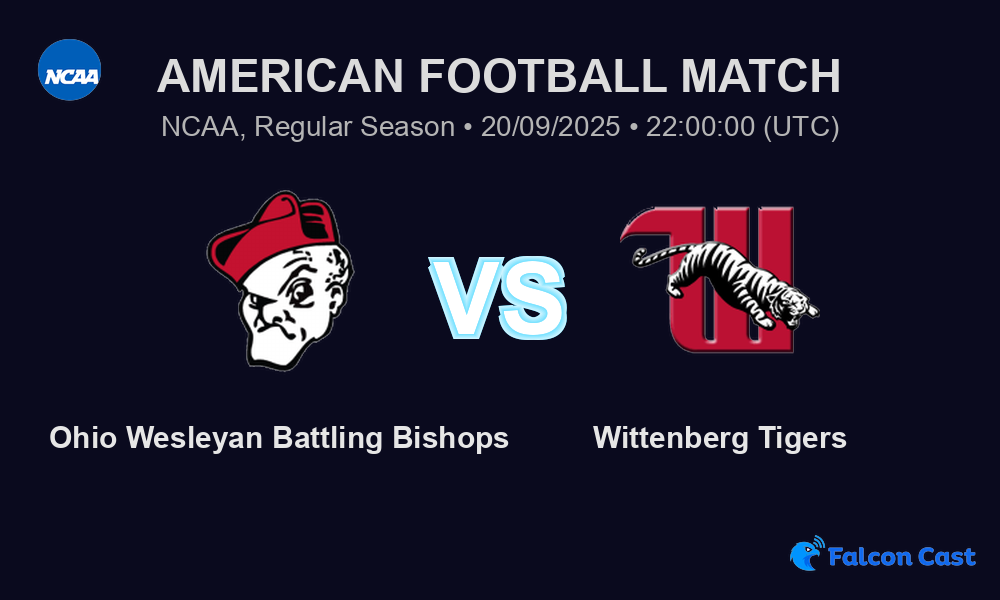 NCAA
AMERICAN FOOTBALL MATCH
NCAA, Regular Season • 20/09/2025 • 22:00:00 (UTC)
VS
W
Ohio Wesleyan Battling Bishops
Wittenberg Tigers
Falcon Cast